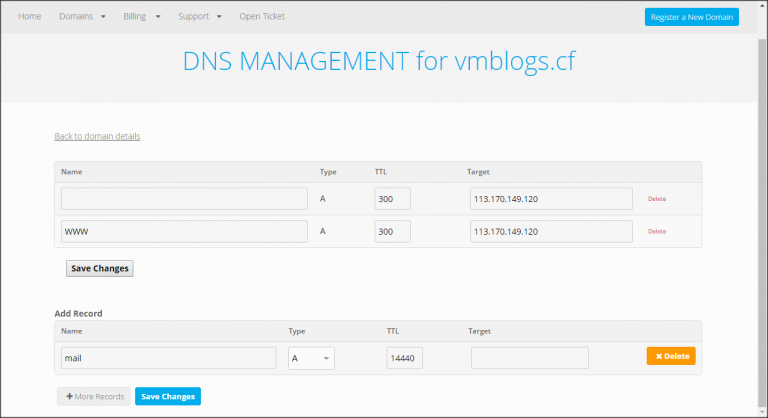 Home Domains Billing Support Open Ticket Register a New Domain
DNS MANAGEMENT for vmblogs.cf
Back to domain details
Name Type TTL Target
A 300 113.170.149.120 Delete
WWW A 300 113.170.149.120 Delete
Save Changes
Add Record
Name Type TTL Target
mail A 14440 Delete
More Records Save Changes